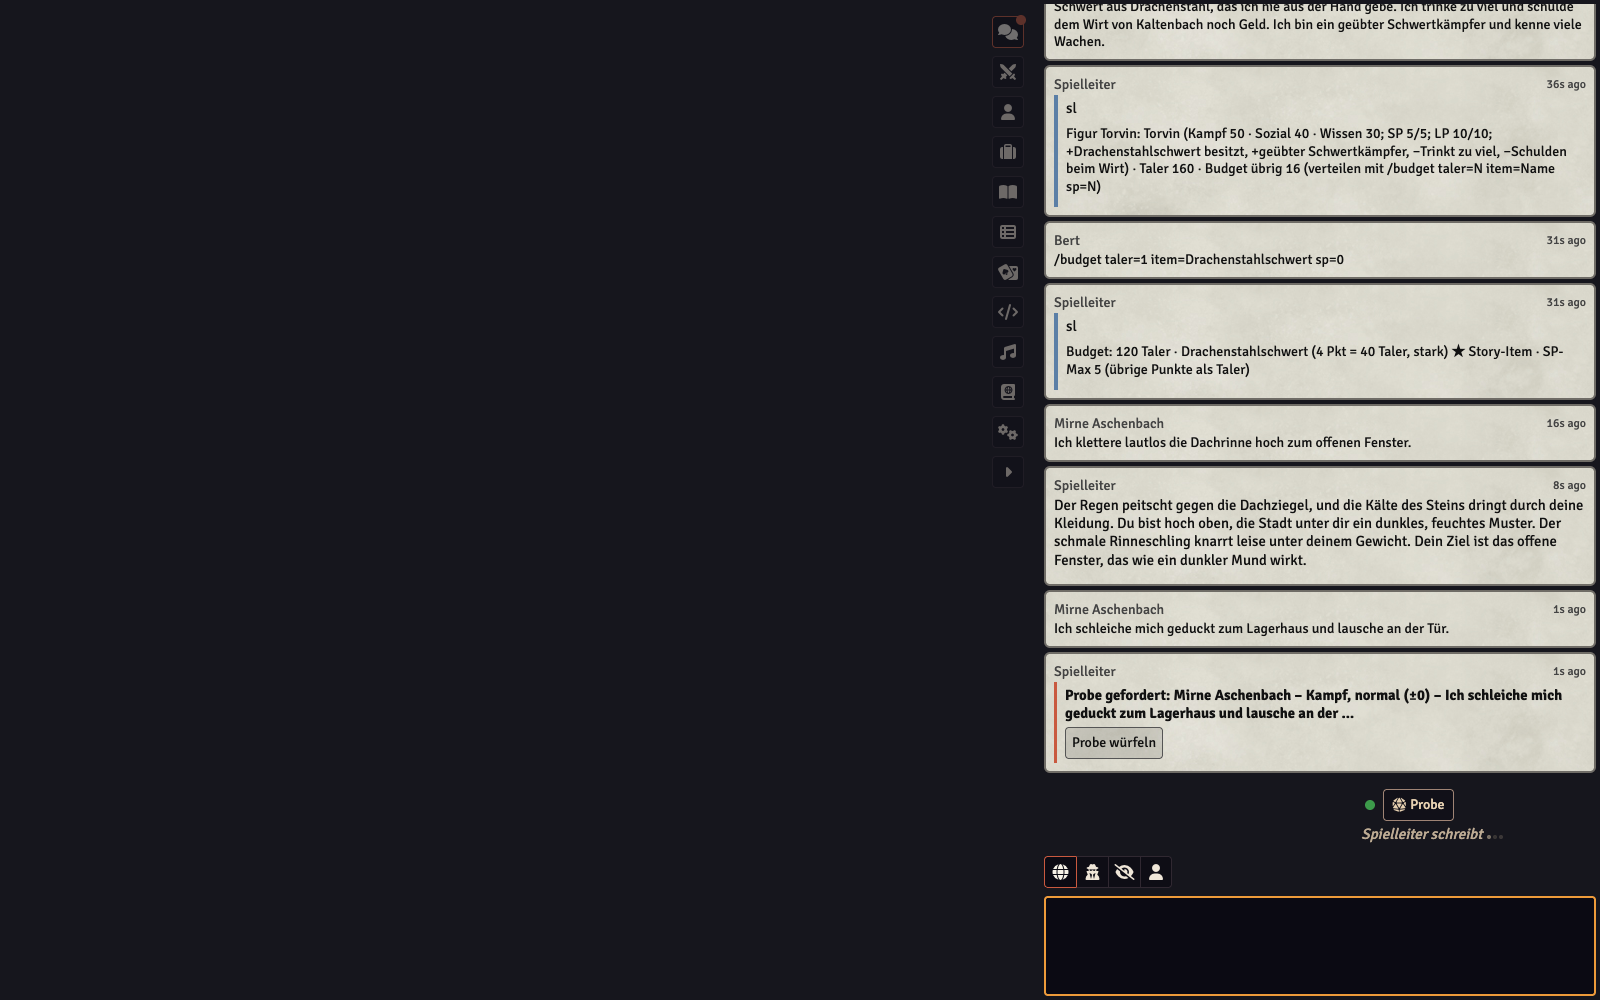 Schwert aus Drachenstahl, das ich nie aus der Hand gebe. Ich trinke zu viel und schulde
dem Wirt von Kaltenbach noch Geld. Ich bin ein geübter Schwertkämpfer und kenne viele
Wachen.
Spielleiter 36s ago
sl
Figur Torvin: Torvin (Kampf 50 · Sozial 40 · Wissen 30; SP 5/5; LP 10/10;
+Drachenstahlschwert besitzt, +geübter Schwertkämpfer, −Trinkt zu viel, −Schulden
beim Wirt) · Taler 160 · Budget übrig 16 (verteilen mit /budget taler=N item=Name
sp=N)
Bert 31s ago
/budget taler=1 item=Drachenstahlschwert sp=0
Spielleiter 31s ago
sl
Budget: 120 Taler · Drachenstahlschwert (4 Pkt = 40 Taler, stark) ★ Story-Item · SP-
Max 5 (übrige Punkte als Taler)
Mirne Aschenbach 16s ago
Ich klettere lautlos die Dachrinne hoch zum offenen Fenster.
Spielleiter 8s ago
Der Regen peitscht gegen die Dachziegel, und die Kälte des Steins dringt durch deine
Kleidung. Du bist hoch oben, die Stadt unter dir ein dunkles, feuchtes Muster. Der
schmale Rinneschling knarrt leise unter deinem Gewicht. Dein Ziel ist das offene
Fenster, das wie ein dunkler Mund wirkt.
Mirne Aschenbach 1s ago
Ich schleiche mich geduckt zum Lagerhaus und lausche an der Tür.
Spielleiter 1s ago
Probe gefordert: Mirne Aschenbach – Kampf, normal (±0) – Ich schleiche mich
geduckt zum Lagerhaus und lausche an der ...
Probe würfeln
Probe
Spielleiter schreibt